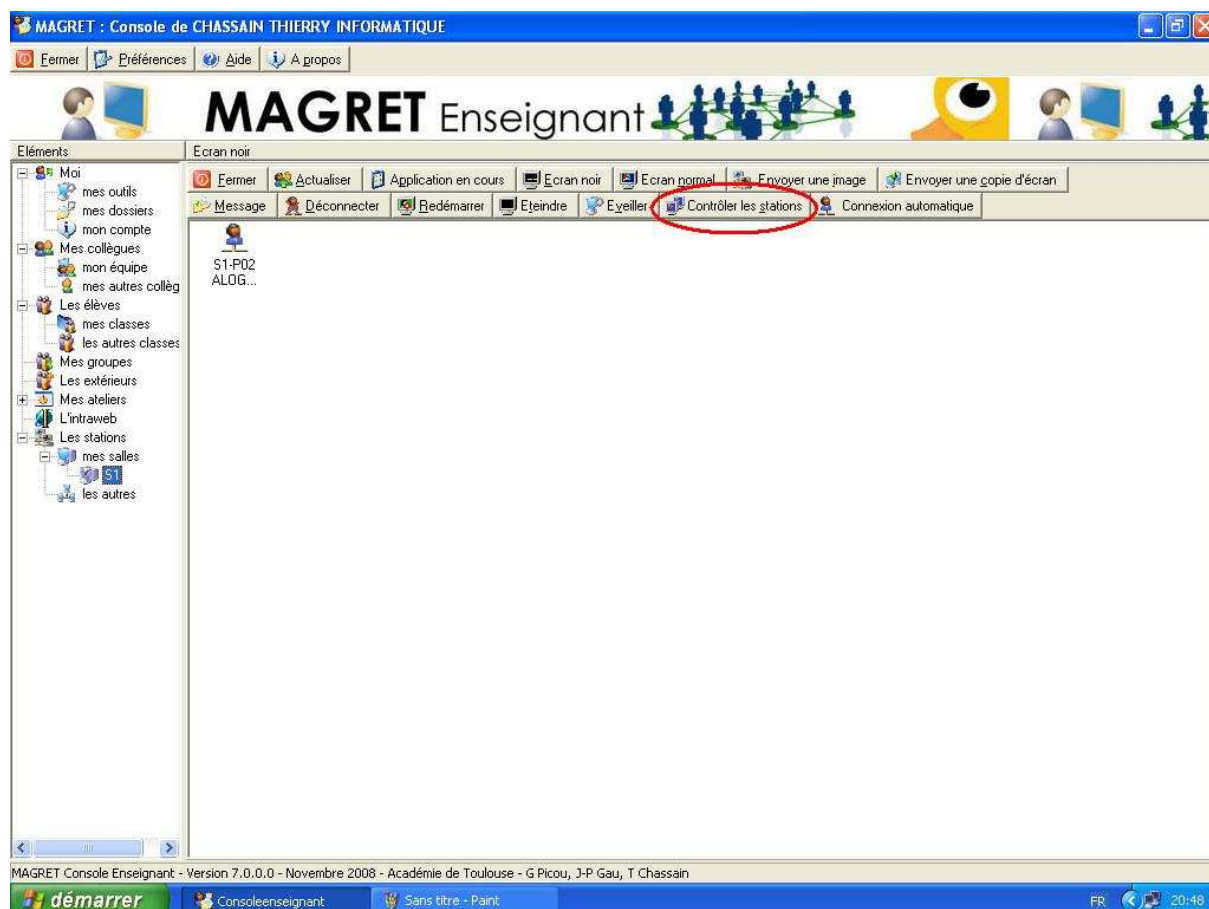 MAGRET : Console de CHASSAIN THIERRY INFORMATIQUE
Fermer Préférences Aide A propos
MAGRET Enseignant
Eléments Ecran noir
Fermer Actualiser Application en cours Ecran noir Ecran normal Envoyer une image Envoyer une copie d'écran
Message Déconnecter Redémarrer Eteindre Eveiller Contrôler les stations Connexion automatique
S1-P02
ALOG...
Moi
mes outils
mes dossiers
mon compte
Mes collègues
mon équipe
mes autres collèg
Les élèves
mes classes
les autres classes
Mes groupes
Les extérieurs
Mes ateliers
L'intraweb
Les stations
mes salles
S1
les autres
MAGRET Console Enseignant - Version 7.0.0.0 - Novembre 2008 - Académie de Toulouse - G Picou, J-P Gau, T Chassain
démarrer Consoleenseignant Sans titre - Paint FR 20:48